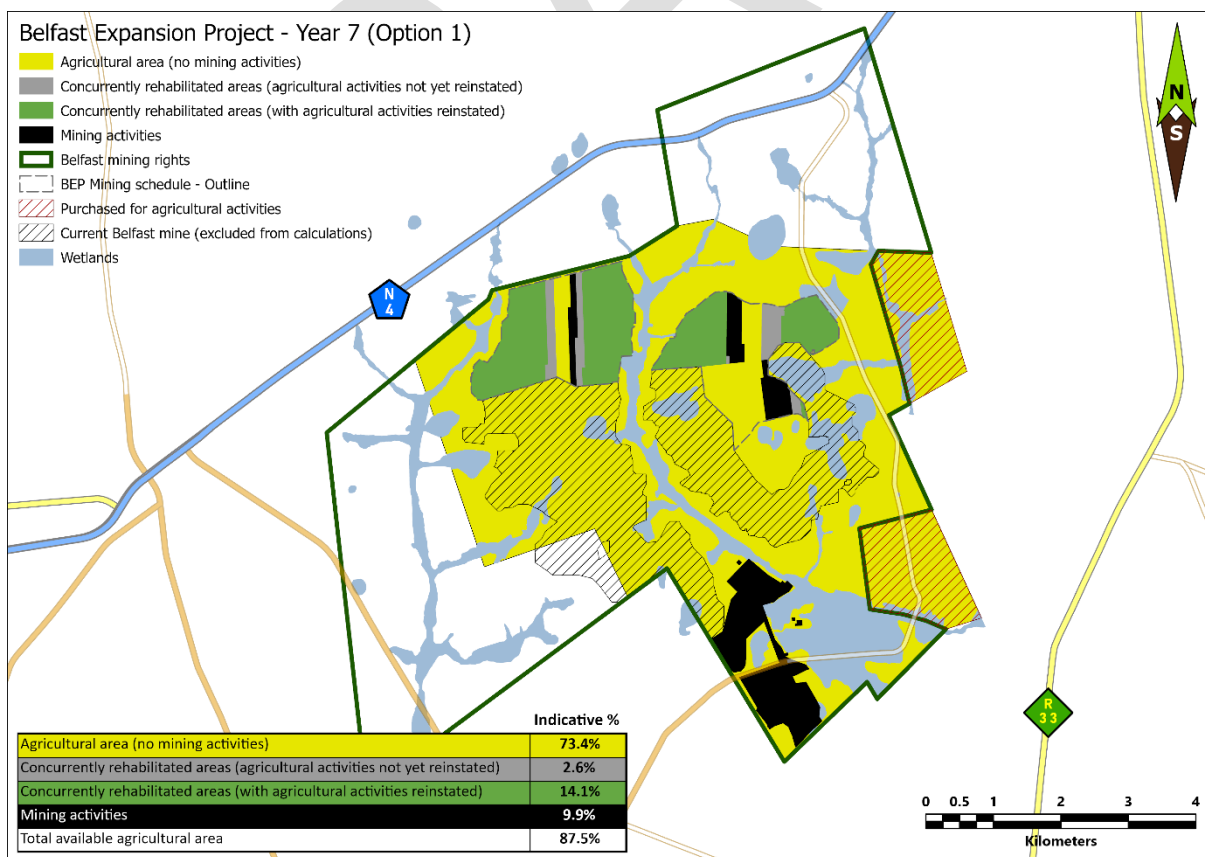 Belfast Expansion Project - Year 7 (Option 1)
Agricultural area (no mining activities)
Concurrently rehabilitated areas (agricultural activities not yet reinstated)
Concurrently rehabilitated areas (with agricultural activities reinstated)
Mining activities
Belfast mining rights
BEP Mining schedule - Outline
Purchased for agricultural activities
Current Belfast mine (excluded from calculations)
Wetlands
N
S
N
4
R
33
Indicative %
Agricultural area (no mining activities) 73.4%
Concurrently rehabilitated areas (agricultural activities not yet reinstated) 2.6%
Concurrently rehabilitated areas (with agricultural activities reinstated) 14.1%
Mining activities 9.9%
Total available agricultural area 87.5%
0 0.5 1 2 3 4
Kilometers